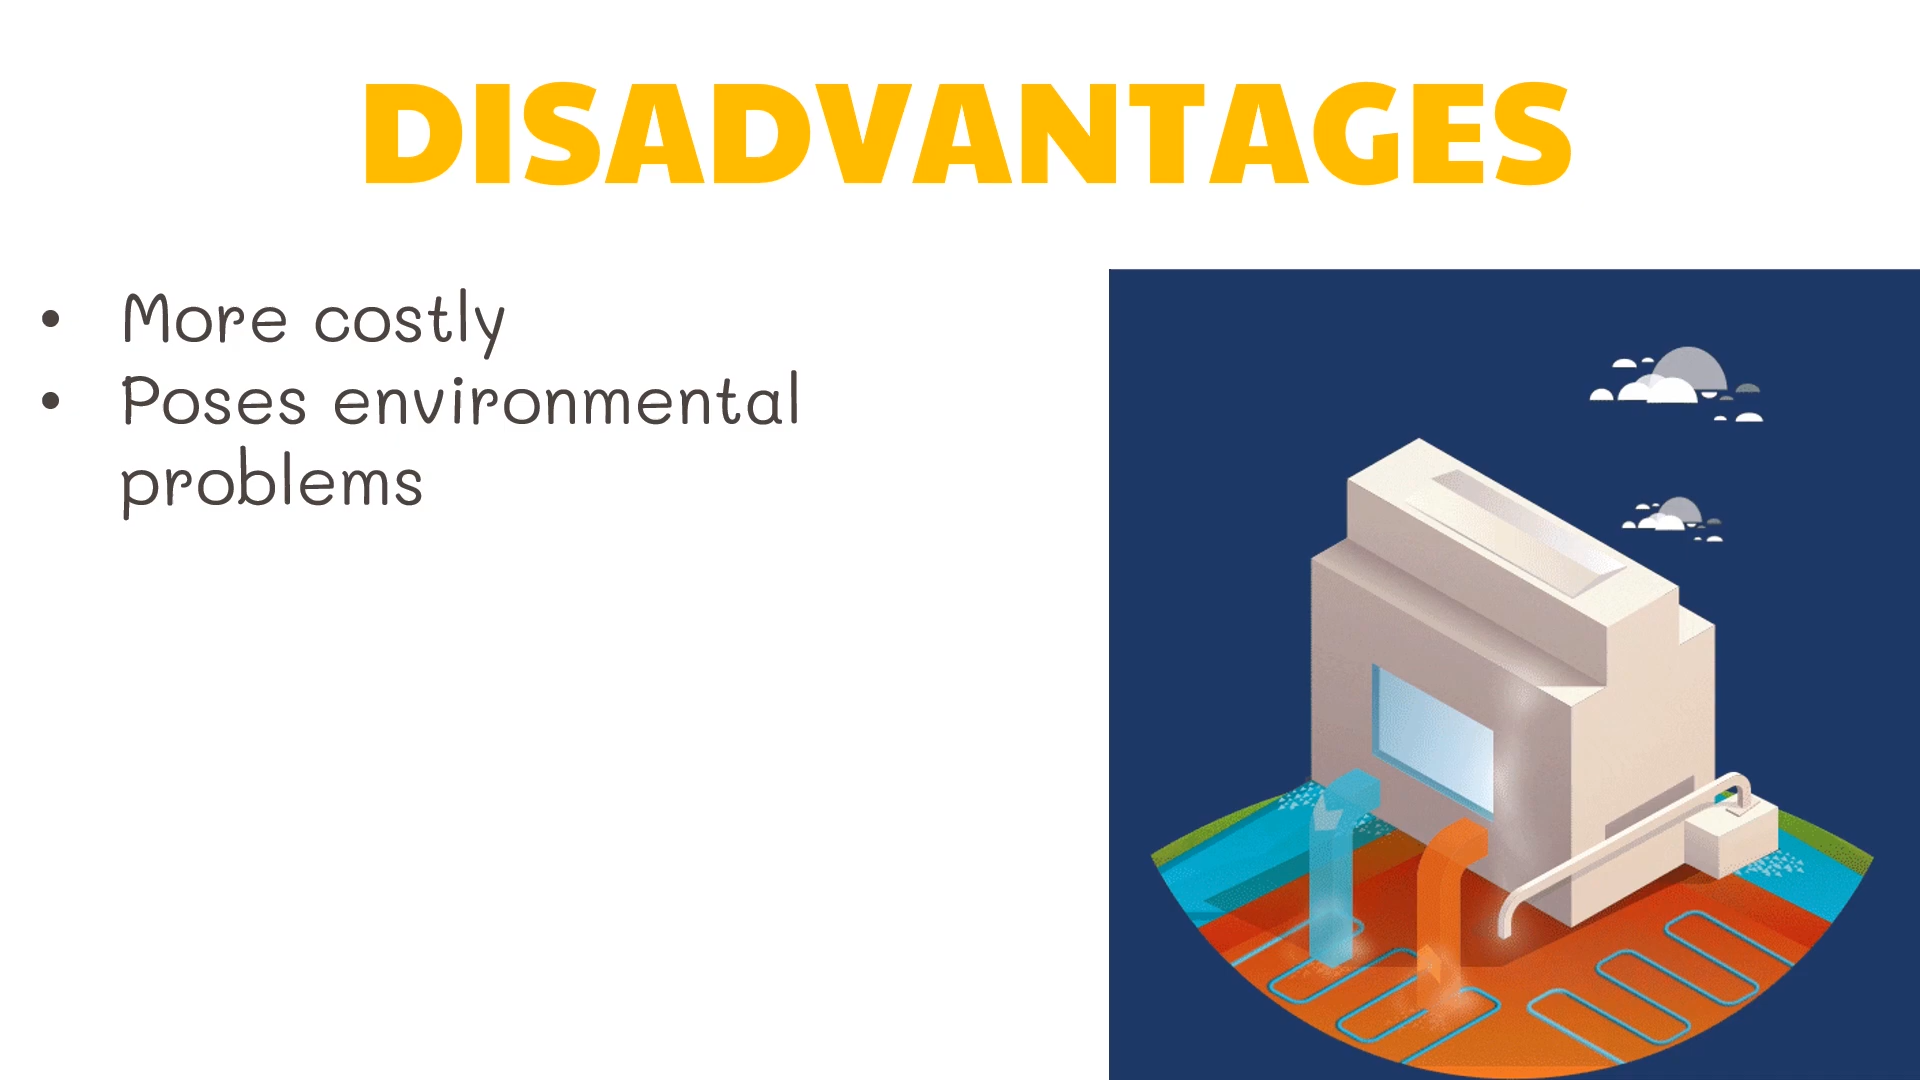 DISADVANTAGES
• More costly
• Poses environmental
problems